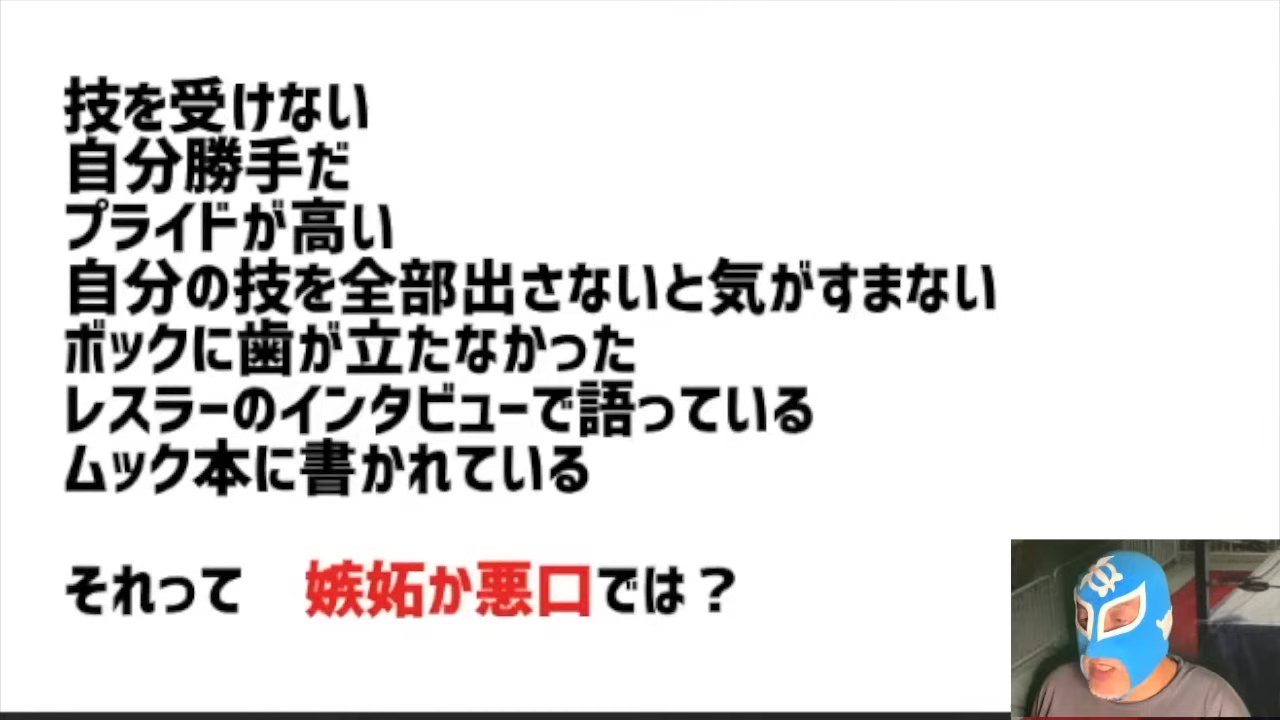 技を受けない
自分勝手だ
プライドが高い
自分の技を全部出さないと気がすまない
ボックに歯が立たなかった
レスラーのインタビューで語っている
ムック本に書かれている
それって　嫉妬か悪口では？